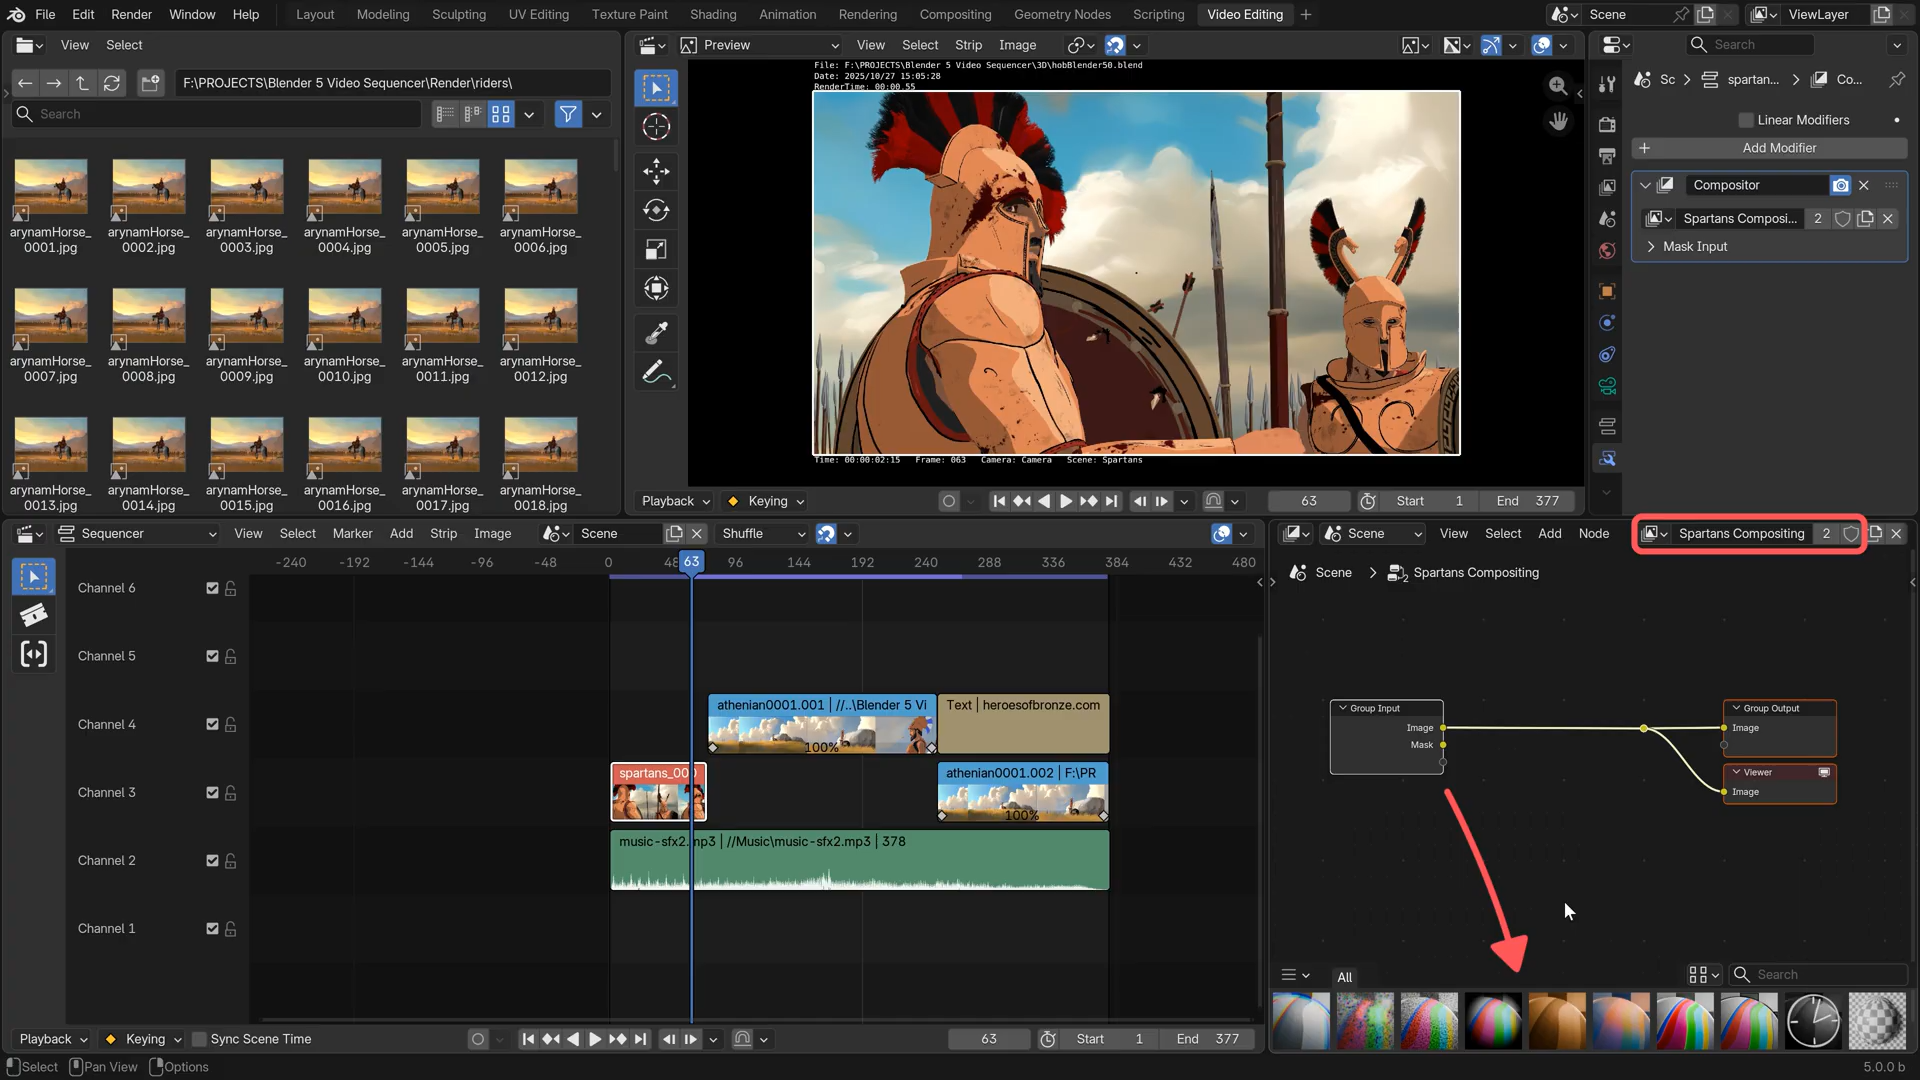 File Edit Render Window Help Layout Modeling Sculpting UV Editing Texture Paint Shading Animation Rendering Compositing Geometry Nodes Scripting Video Editing Scene ViewLayer
View Select
Preview View Select Strip Image
Search
F:\PROJECTS\Blender 5 Video Sequencer\Render\riders\
Search
File: F:\PROJECTS\Blender 5 Video Sequencer\3D\hobBlender50.blend
Date: 2025/10/27 15:05:28
RenderTime: 00:00.55
Sc spartan... Co...
Linear Modifiers
Add Modifier
Compositor
Spartans Composi... 2
Mask Input
arynamHorse_ arynamHorse_ arynamHorse_ arynamHorse_ arynamHorse_ arynamHorse_
0001.jpg 0002.jpg 0003.jpg 0004.jpg 0005.jpg 0006.jpg
arynamHorse_ arynamHorse_ arynamHorse_ arynamHorse_ arynamHorse_ arynamHorse_
0007.jpg 0008.jpg 0009.jpg 0010.jpg 0011.jpg 0012.jpg
arynamHorse_ arynamHorse_ arynamHorse_ arynamHorse_ arynamHorse_ arynamHorse_
0013.jpg 0014.jpg 0015.jpg 0016.jpg 0017.jpg 0018.jpg
Time: 00:00:02:15 Frame: 063 Camera: Camera Scene: Spartans
Playback Keying 63 Start 1 End 377
Sequencer View Select Marker Add Strip Image Scene Shuffle
-240 -192 -144 -96 -48 0 48 63 96 144 192 240 288 336 384 432 480
Channel 6
Channel 5
Channel 4
athenian0001.001 | //..\Blender 5 Vi
100%
Text | heroesofbronze.com
Channel 3
spartans_000
athenian0001.002 | F:\PR
100%
Channel 2
music-sfx2.mp3 | //Music\music-sfx2.mp3 | 378
Channel 1
Scene View Select Add Node Spartans Compositing 2
Scene Spartans Compositing 2
Group Input
Image
Mask
Group Output
Image
Viewer
Image
All
Search
Playback Keying Sync Scene Time 63 Start 1 End 377
Select Pan View Options
5.0.0 b